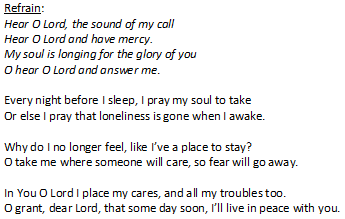 Refrain:
Hear O Lord, the sound of my call
Hear O Lord and have mercy.
My soul is longing for the glory of you
O hear O Lord and answer me.
Every night before I sleep, I pray my soul to take
Or else I pray that loneliness is gone when I awake.
Why do I no longer feel, like I've a place to stay?
O take me where someone will care, so fear will go away.
In You O Lord I place my cares, and all my troubles too.
O grant, dear Lord, that some day soon, I'll live in peace with you.